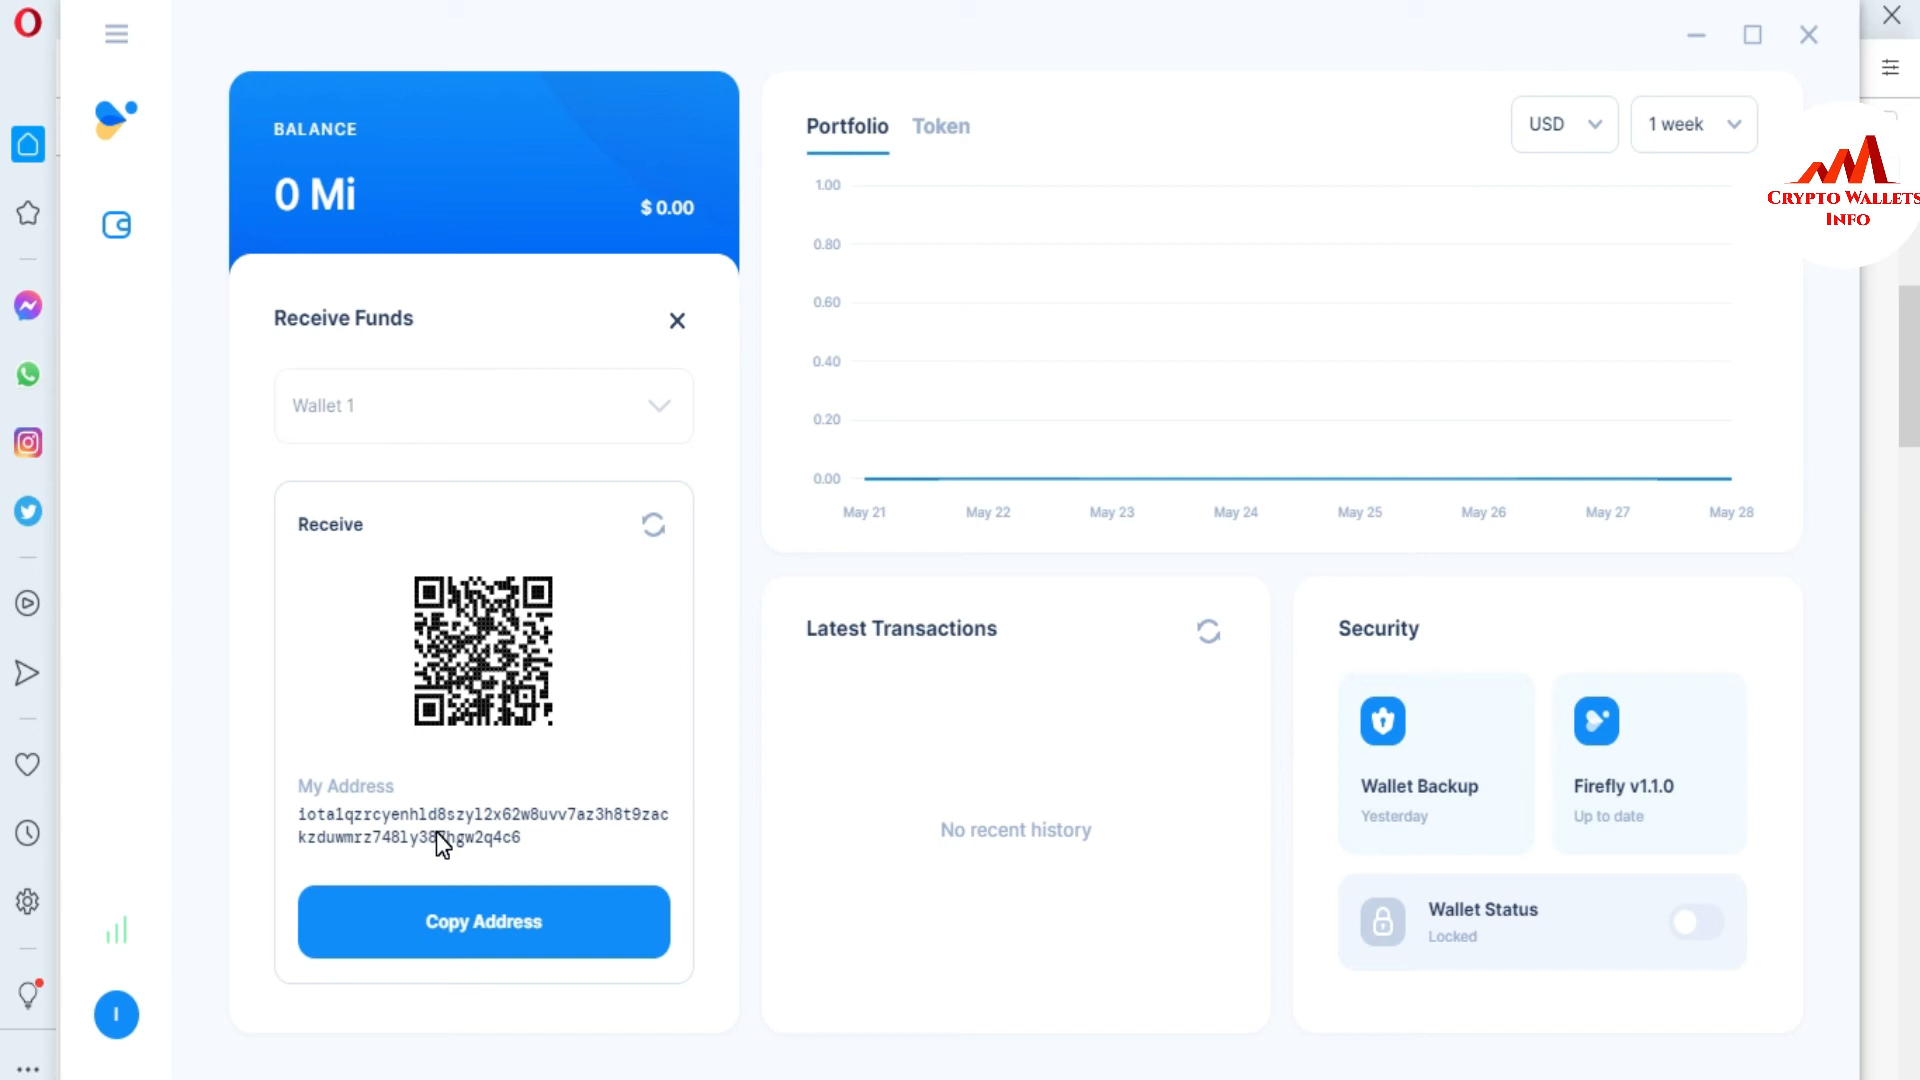 BALANCE
0 Mi
$ 0.00
Receive Funds
Wallet 1
Receive
My Address
iota1qzrcyenhld8szyl2x62w8uvv7az3h8t9zac
Copy Address
Portfolio Token
USD
1 week
1.00
0.80
0.60
0.40
0.20
0.00
May 21 May 22 May 23 May 24 May 25 May 26 May 27 May 28
Latest Transactions
No recent history
Security
Wallet Backup
Yesterday
Firefly v1.1.0
Up to date
Wallet Status
Locked
I
CRYPTO WALLETS
INFO